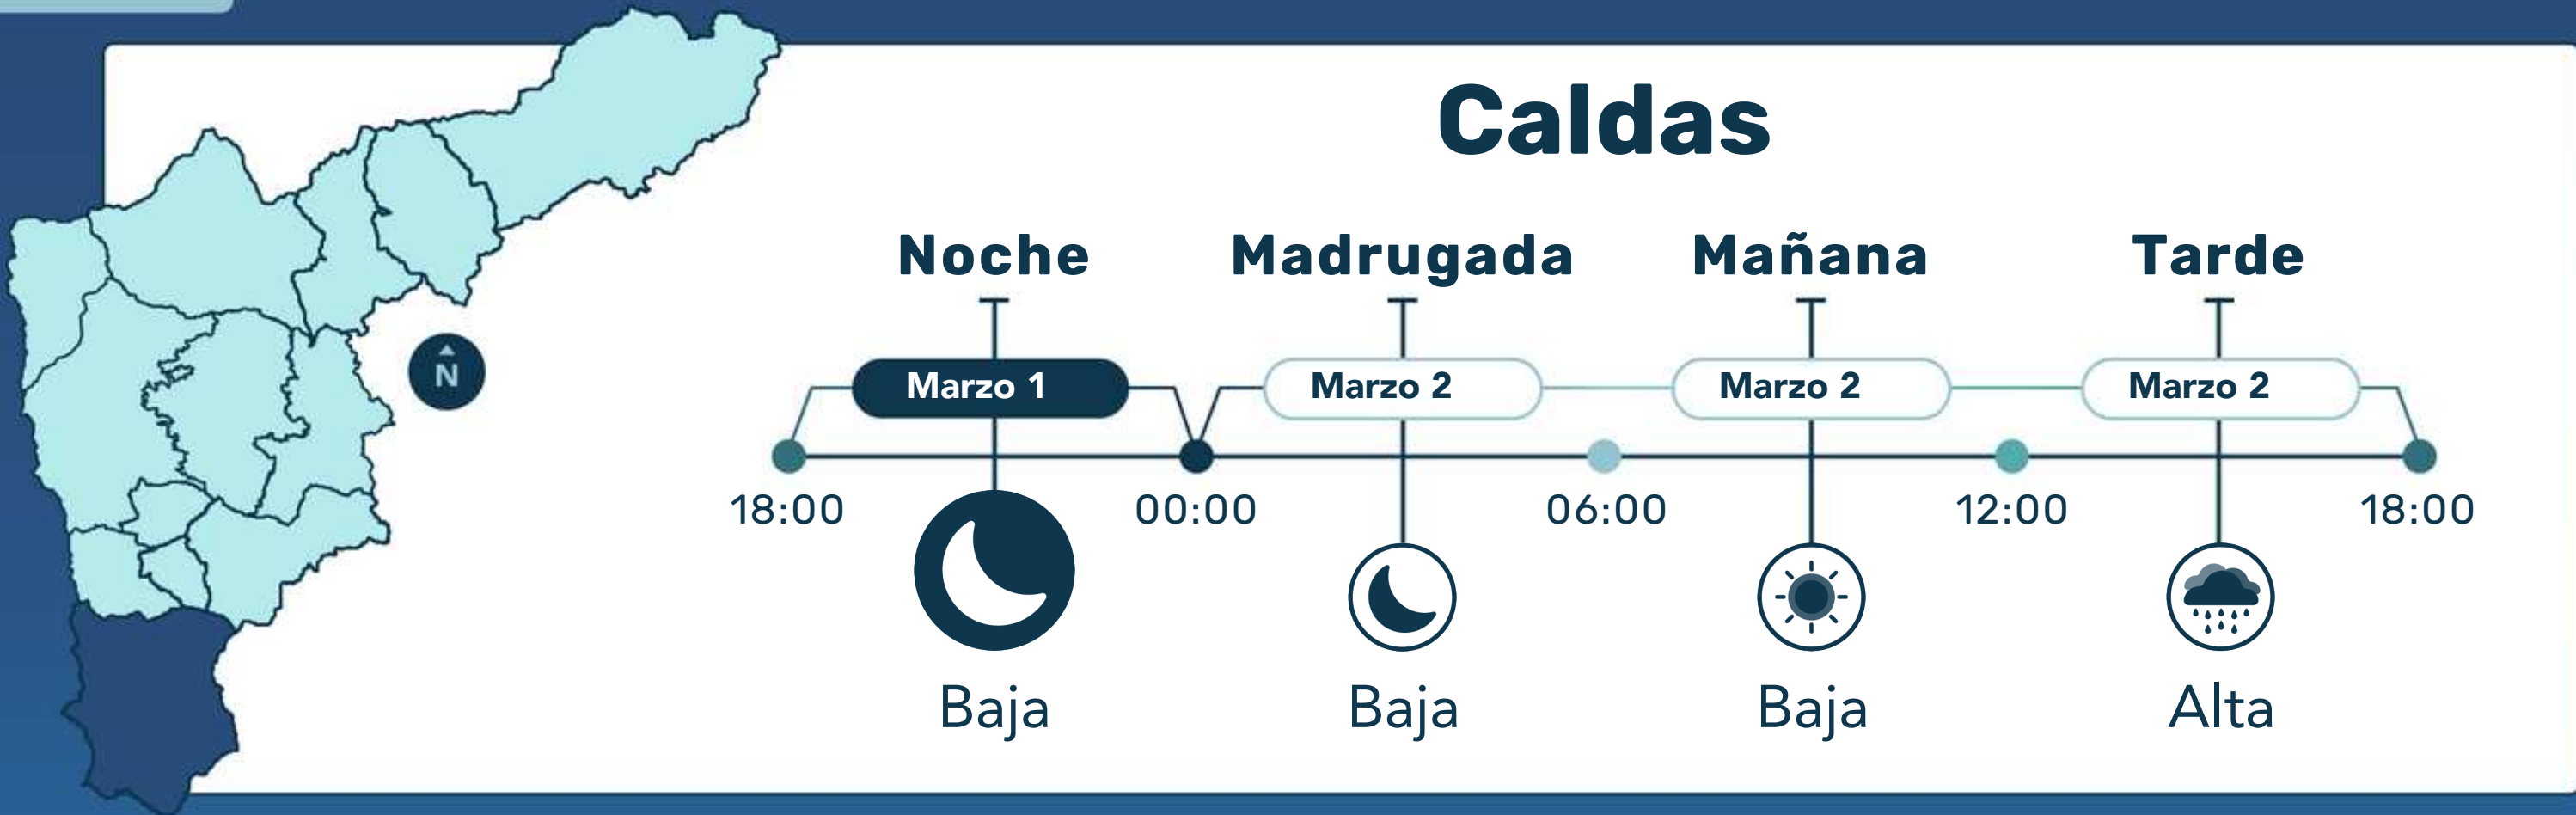 Caldas
Noche Madrugada Mañana Tarde
Marzo 1 Marzo 2 Marzo 2 Marzo 2
N
18:00 00:00 06:00 12:00 18:00
Baja Baja Baja Alta